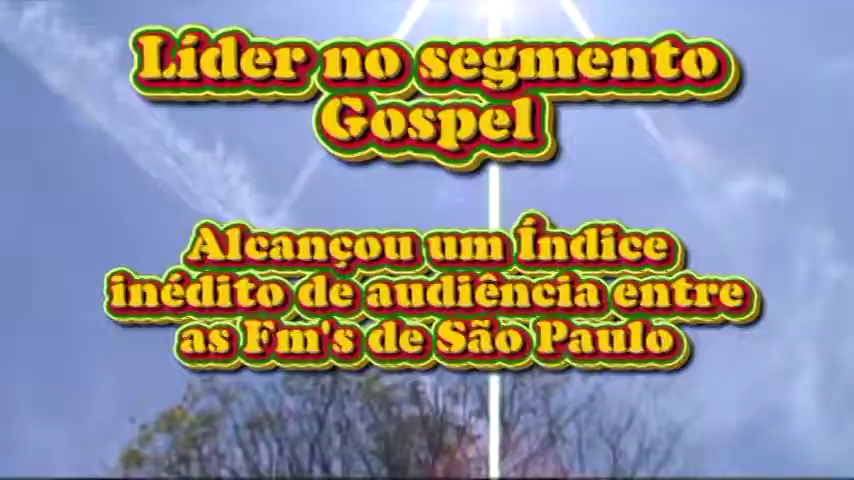 Líder no segmento
Gospel
Alcançou um Índice
inédito de audiência entre
as Fm's de São Paulo